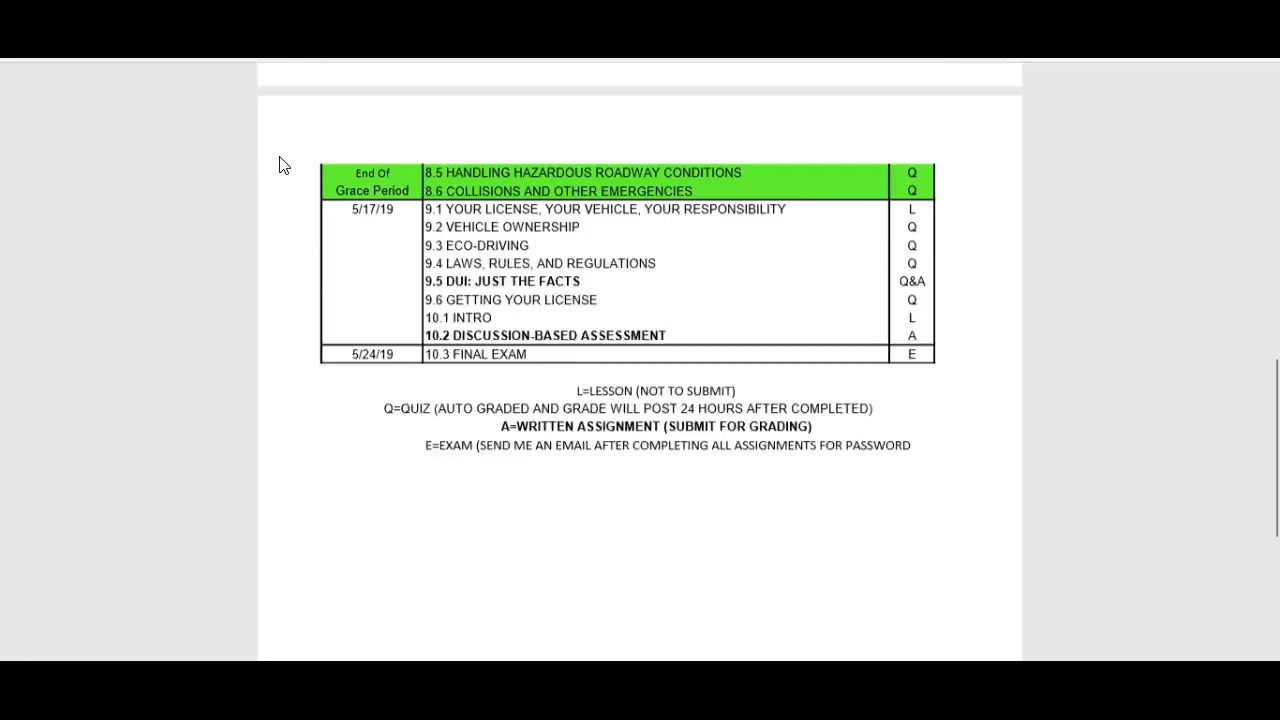 End Of 8.5 HANDLING HAZARDOUS ROADWAY CONDITIONS Q
Grace Period 8.6 COLLISIONS AND OTHER EMERGENCIES Q
5/17/19 9.1 YOUR LICENSE, YOUR VEHICLE, YOUR RESPONSIBILITY L
9.2 VEHICLE OWNERSHIP Q
9.3 ECO-DRIVING Q
9.4 LAWS, RULES, AND REGULATIONS Q
9.5 DUI: JUST THE FACTS Q&A
9.6 GETTING YOUR LICENSE Q
10.1 INTRO L
10.2 DISCUSSION-BASED ASSESSMENT A
5/24/19 10.3 FINAL EXAM E
L=LESSON (NOT TO SUBMIT)
Q=QUIZ (AUTO GRADED AND GRADE WILL POST 24 HOURS AFTER COMPLETED)
A=WRITTEN ASSIGNMENT (SUBMIT FOR GRADING)
E=EXAM (SEND ME AN EMAIL AFTER COMPLETING ALL ASSIGNMENTS FOR PASSWORD